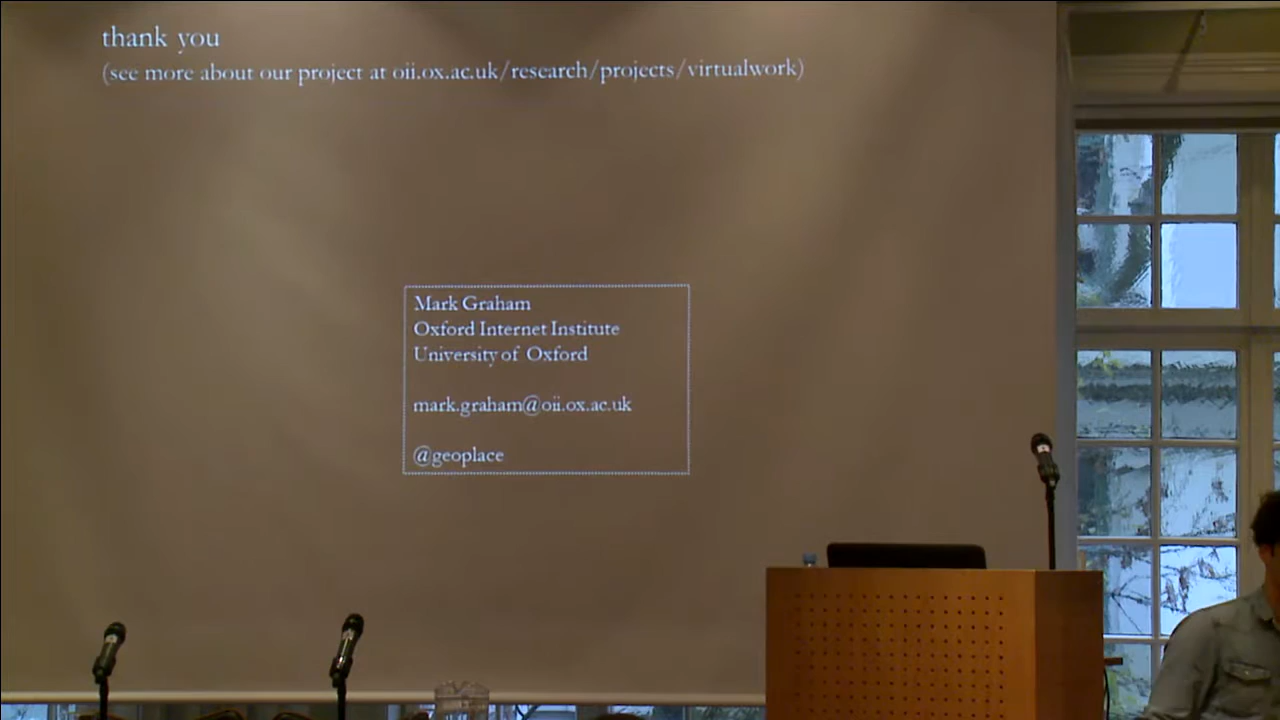 thank you
(see more about our project at oii.ox.ac.uk/research/projects/virtualwork)
Mark Graham
Oxford Internet Institute
University of Oxford
mark.graham@oii.ox.ac.uk
@geoplace